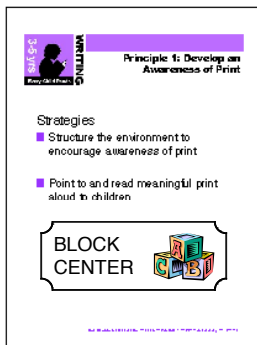 3-5 yrs
WRITING
Every Child Reads
Principle 1: Develop an
Awareness of Print
Strategies
Structure the environment to
encourage awareness of print
Point to and read meaningful print
aloud to children
BLOCK
CENTER
A
C
B